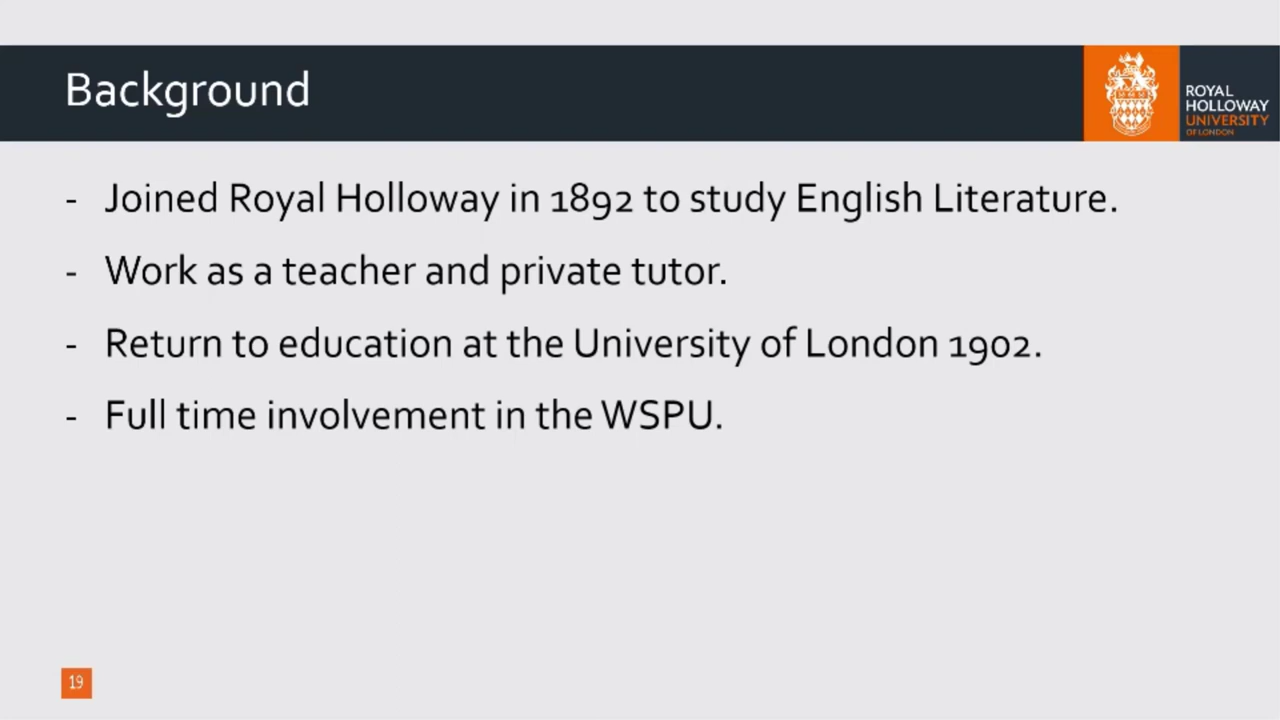 Background
ROYAL
HOLLOWAY
UNIVERSITY
OF LONDON
- Joined Royal Holloway in 1892 to study English Literature.
- Work as a teacher and private tutor.
- Return to education at the University of London 1902.
- Full time involvement in the WSPU.
19